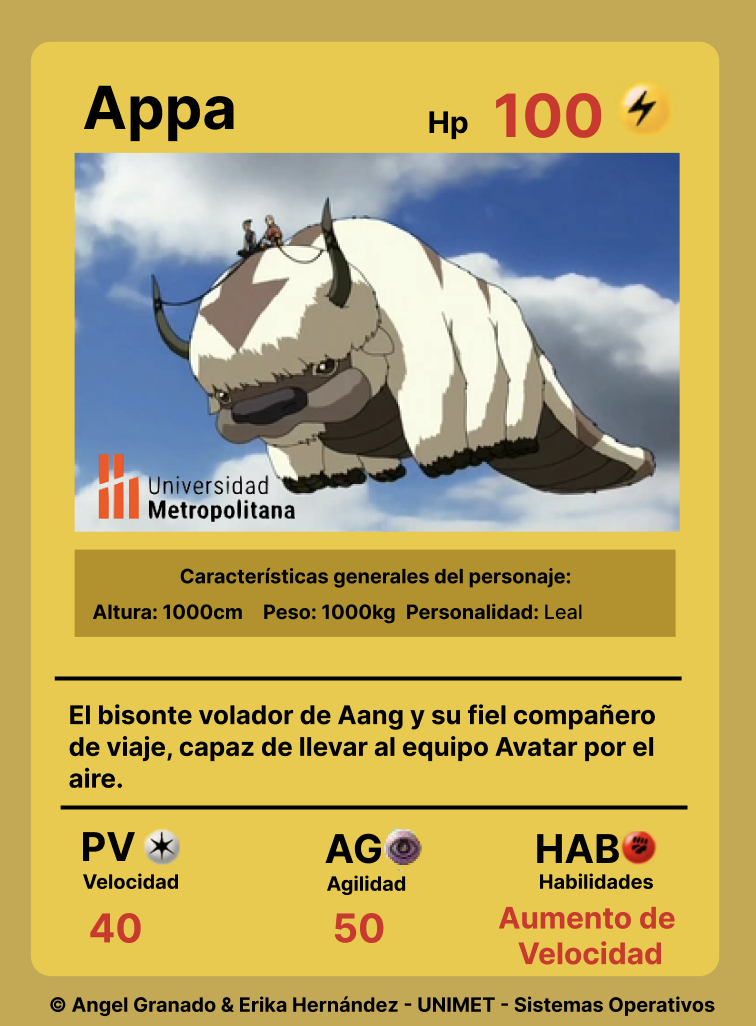 Appa
Hp 100
Universidad
Metropolitana
Características generales del personaje:
Altura: 1000cm Peso: 1000kg Personalidad: Leal
El bisonte volador de Aang y su fiel compañero
de viaje, capaz de llevar al equipo Avatar por el
aire.
PV AG HAB
Velocidad Agilidad Habilidades
40 50 Aumento de
Velocidad
© Angel Granado & Erika Hernández - UNIMET - Sistemas Operativos